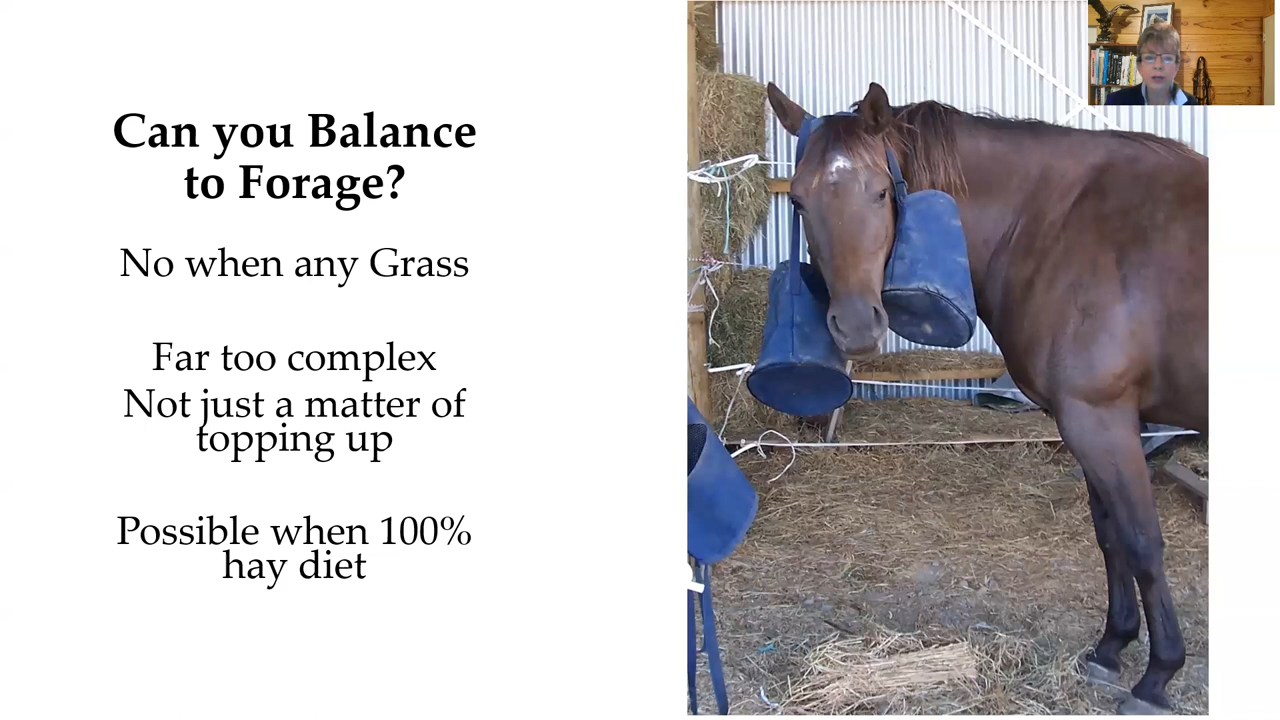 Can you Balance
to Forage?
No when any Grass
Far too complex
Not just a matter of
topping up
Possible when 100%
hay diet